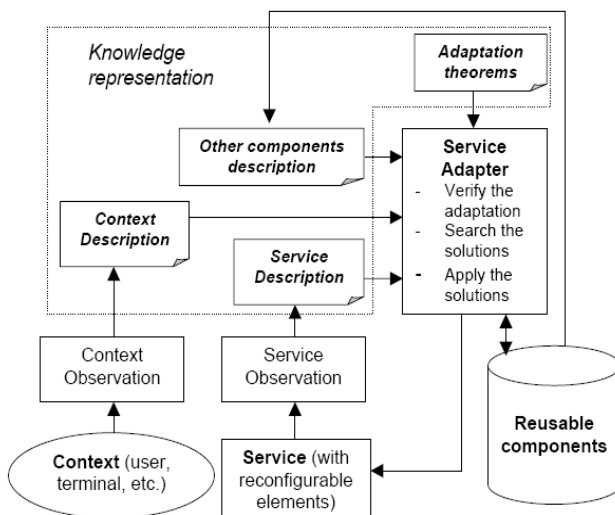 Knowledge
representation
Adaptation
theorems
Other components
description
Service
Adapter
- Verify the
adaptation
- Search the
solutions
- Apply the
solutions
Context
Description
Service
Description
Context
Observation
Service
Observation
Reusable
components
Context (user,
terminal, etc.)
Service (with
reconfigurable
elements)